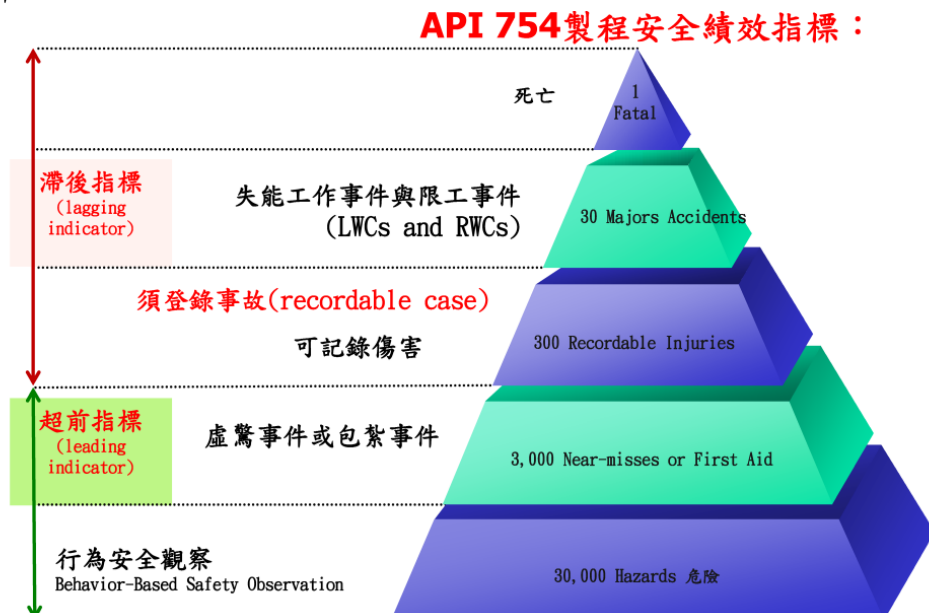 API 754製程安全績效指標：
死亡
1
Fatal
滯後指標
(lagging
indicator)
失能工作事件與限工事件
(LWCs and RWCs)
30 Majors Accidents
須登錄事故(recordable case)
可記錄傷害
300 Recordable Injuries
超前指標
(leading
indicator)
虛驚事件或包紮事件
3,000 Near-misses or First Aid
行為安全觀察
Behavior-Based Safety Observation
30,000 Hazards 危險